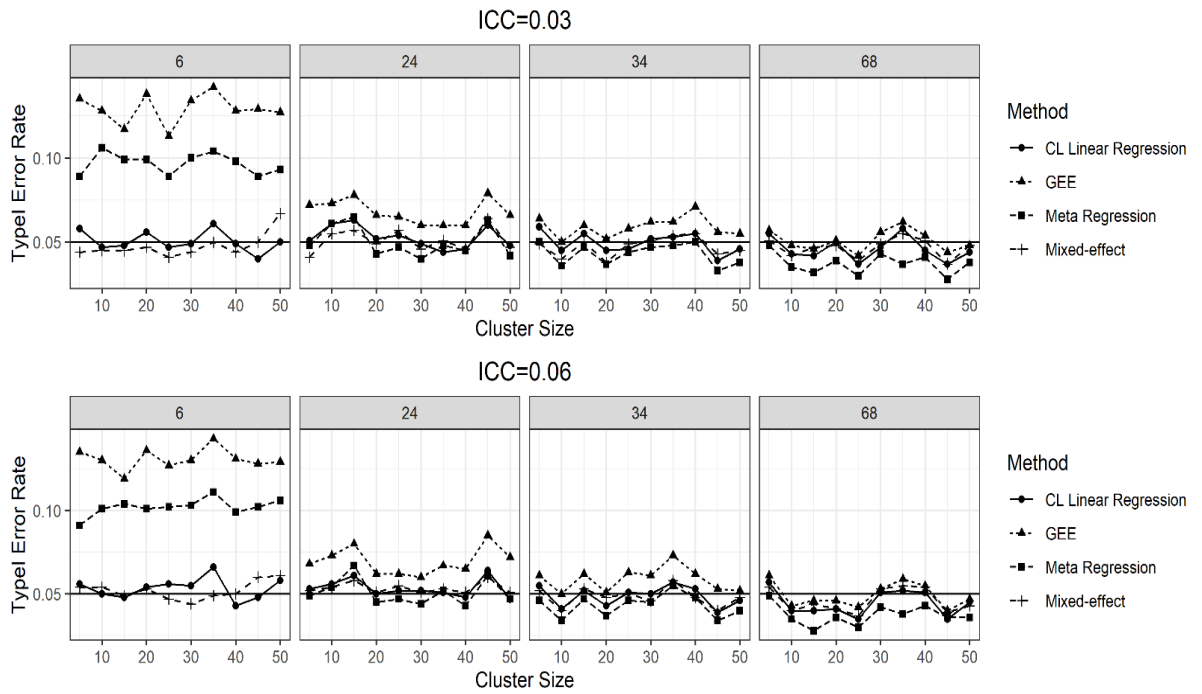 ICC=0.03
6 24 34 68
TypeI Error Rate
0.10
0.05
10 20 30 40 50 10 20 30 40 50 10 20 30 40 50 10 20 30 40 50
Cluster Size
Method
CL Linear Regression
GEE
Meta Regression
Mixed-effect
ICC=0.06
6 24 34 68
TypeI Error Rate
0.10
0.05
10 20 30 40 50 10 20 30 40 50 10 20 30 40 50 10 20 30 40 50
Cluster Size
Method
CL Linear Regression
GEE
Meta Regression
Mixed-effect